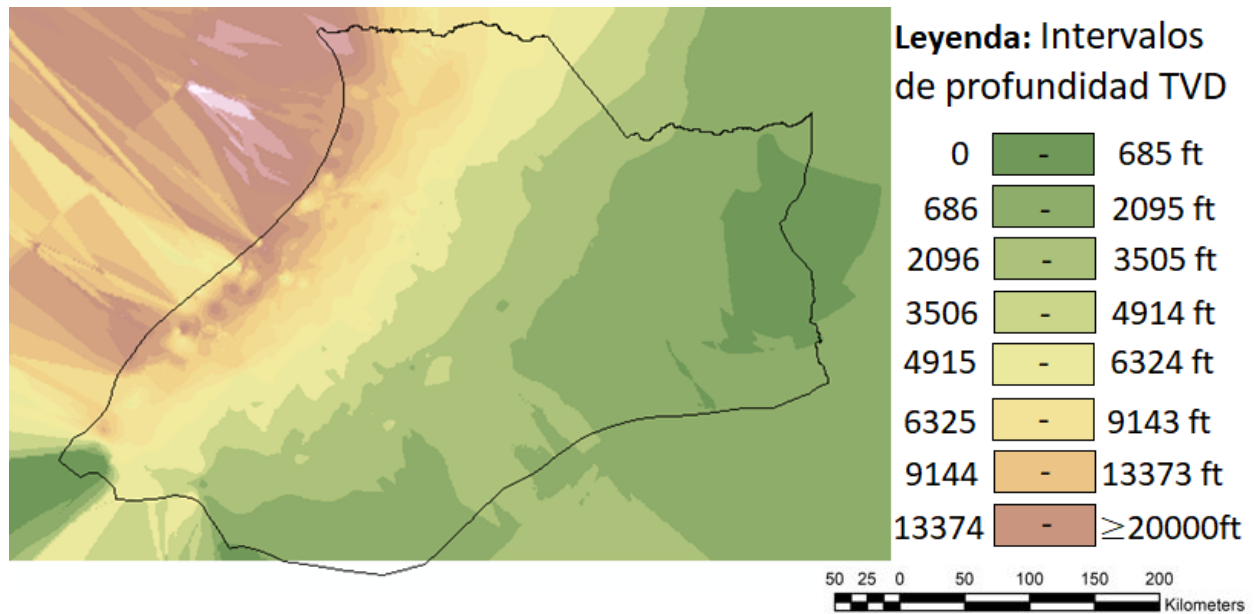 Leyenda: Intervalos
de profundidad TVD
0 - 685 ft
686 - 2095 ft
2096 - 3505 ft
3506 - 4914 ft
4915 - 6324 ft
6325 - 9143 ft
9144 - 13373 ft
13374 - ≥20000ft
50 25 0 50 100 150 200
Kilometers